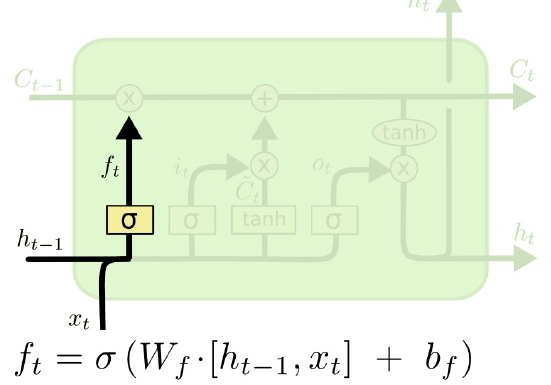 h_t
C_{t-1} x + C_t
tanh
f_t i_t x o_t x
C̃_t
σ σ tanh σ
h_{t-1} h_t
x_t
f_t = σ (W_f · [h_{t-1}, x_t] + b_f)